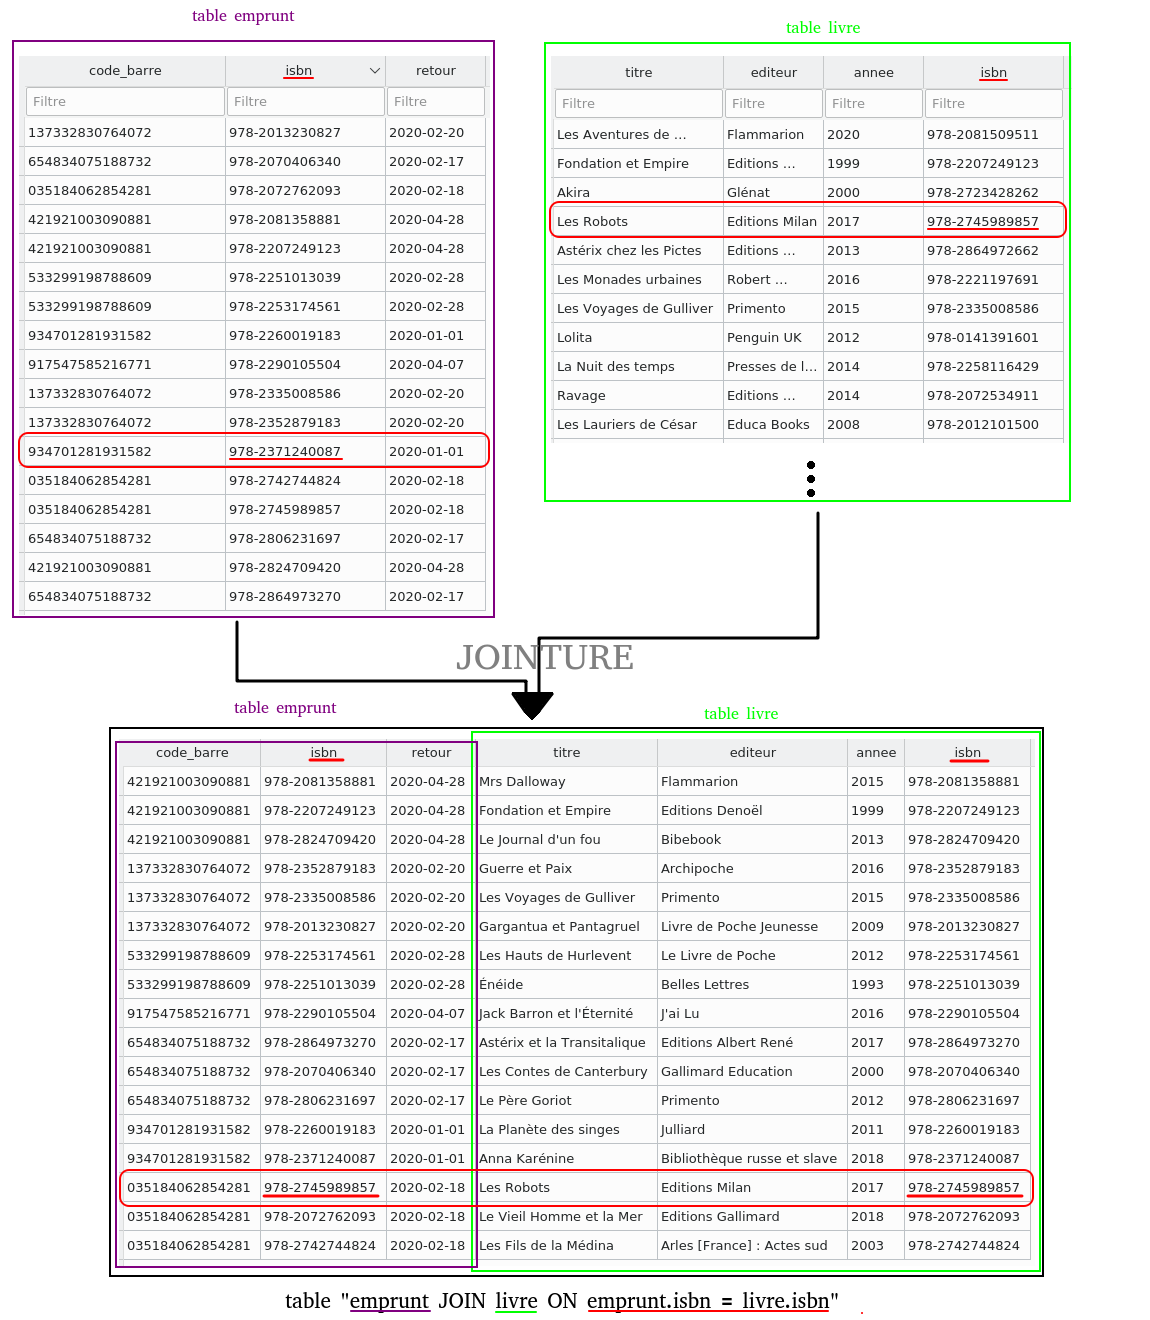 table emprunt
code_barre isbn retour
Filtre Filtre Filtre
137332830764072 978-2013230827 2020-02-20
654834075188732 978-2070406340 2020-02-17
035184062854281 978-2072762093 2020-02-18
421921003090881 978-2081358881 2020-04-28
421921003090881 978-2207249123 2020-04-28
533299198788609 978-2251013039 2020-02-28
533299198788609 978-2253174561 2020-02-28
934701281931582 978-2260019183 2020-01-01
917547585216771 978-2290105504 2020-04-07
137332830764072 978-2335008586 2020-02-20
137332830764072 978-2352879183 2020-02-20
934701281931582 978-2371240087 2020-01-01
035184062854281 978-2742744824 2020-02-18
035184062854281 978-2745989857 2020-02-18
654834075188732 978-2806231697 2020-02-17
421921003090881 978-2824709420 2020-04-28
654834075188732 978-2864973270 2020-02-17
table livre
titre editeur annee isbn
Filtre Filtre Filtre Filtre
Les Aventures de ... Flammarion 2020 978-2081509511
Fondation et Empire Editions ... 1999 978-2207249123
Akira Glénat 2000 978-2723428262
Les Robots Editions Milan 2017 978-2745989857
Astérix chez les Pictes Editions ... 2013 978-2864972662
Les Monades urbaines Robert ... 2016 978-2221197691
Les Voyages de Gulliver Primento 2015 978-2335008586
Lolita Penguin UK 2012 978-0141391601
La Nuit des temps Presses de l... 2014 978-2258116429
Ravage Editions ... 2014 978-2072534911
Les Lauriers de César Educa Books 2008 978-2012101500
JOINTURE
table emprunt table livre
code_barre isbn retour titre editeur annee isbn
421921003090881 978-2081358881 2020-04-28 Mrs Dalloway Flammarion 2015 978-2081358881
421921003090881 978-2207249123 2020-04-28 Fondation et Empire Editions Denoël 1999 978-2207249123
421921003090881 978-2824709420 2020-04-28 Le Journal d'un fou Bibebook 2013 978-2824709420
137332830764072 978-2352879183 2020-02-20 Guerre et Paix Archipoche 2016 978-2352879183
137332830764072 978-2335008586 2020-02-20 Les Voyages de Gulliver Primento 2015 978-2335008586
137332830764072 978-2013230827 2020-02-20 Gargantua et Pantagruel Livre de Poche Jeunesse 2009 978-2013230827
533299198788609 978-2253174561 2020-02-28 Les Hauts de Hurlevent Le Livre de Poche 2012 978-2253174561
533299198788609 978-2251013039 2020-02-28 Énéide Belles Lettres 1993 978-2251013039
917547585216771 978-2290105504 2020-04-07 Jack Barron et l'Éternité J'ai Lu 2016 978-2290105504
654834075188732 978-2864973270 2020-02-17 Astérix et la Transitalique Editions Albert René 2017 978-2864973270
654834075188732 978-2070406340 2020-02-17 Les Contes de Canterbury Gallimard Education 2000 978-2070406340
654834075188732 978-2806231697 2020-02-17 Le Père Goriot Primento 2012 978-2806231697
934701281931582 978-2260019183 2020-01-01 La Planète des singes Julliard 2011 978-2260019183
934701281931582 978-2371240087 2020-01-01 Anna Karénine Bibliothèque russe et slave 2018 978-2371240087
035184062854281 978-2745989857 2020-02-18 Les Robots Editions Milan 2017 978-2745989857
035184062854281 978-2072762093 2020-02-18 Le Vieil Homme et la Mer Editions Gallimard 2018 978-2072762093
035184062854281 978-2742744824 2020-02-18 Les Fils de la Médina Arles [France] : Actes sud 2003 978-2742744824
table "emprunt JOIN livre ON emprunt.isbn = livre.isbn"